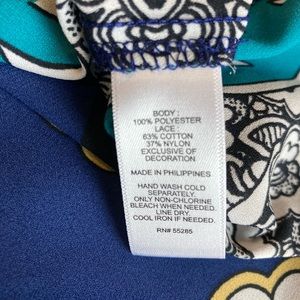 BODY :
100% POLYESTER
LACE :
63% COTTON
37% NYLON
EXCLUSIVE OF
DECORATION
MADE IN PHILIPPINES
HAND WASH COLD
SEPARATELY.
ONLY NON-CHLORINE
BLEACH WHEN NEEDED.
LINE DRY.
COOL IRON IF NEEDED.
RN# 55285